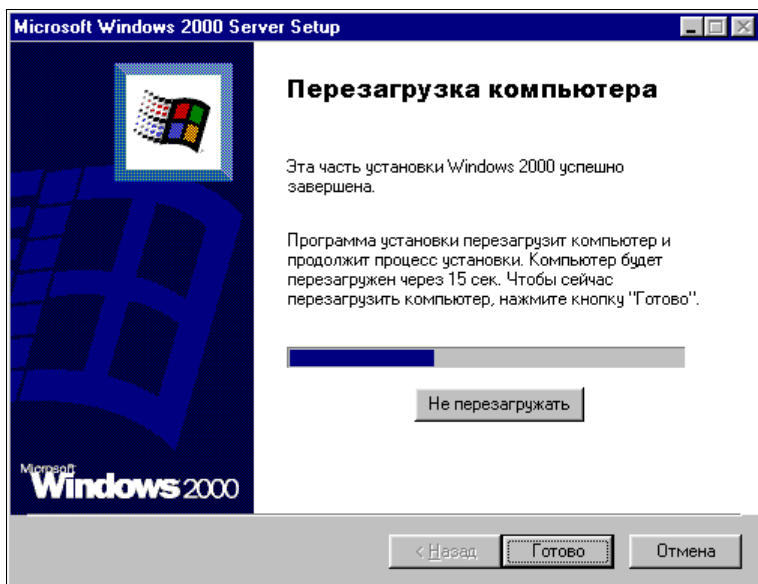 Microsoft Windows 2000 Server Setup
Перезагрузка компьютера
Эта часть установки Windows 2000 успешно
завершена.
Программа установки перезагрузит компьютер и
продолжит процесс установки. Компьютер будет
перезагружен через 15 сек. Чтобы сейчас
перезагрузить компьютер, нажмите кнопку "Готово".
Не перезагружать
Microsoft
Windows 2000
< Назад
Готово
Отмена